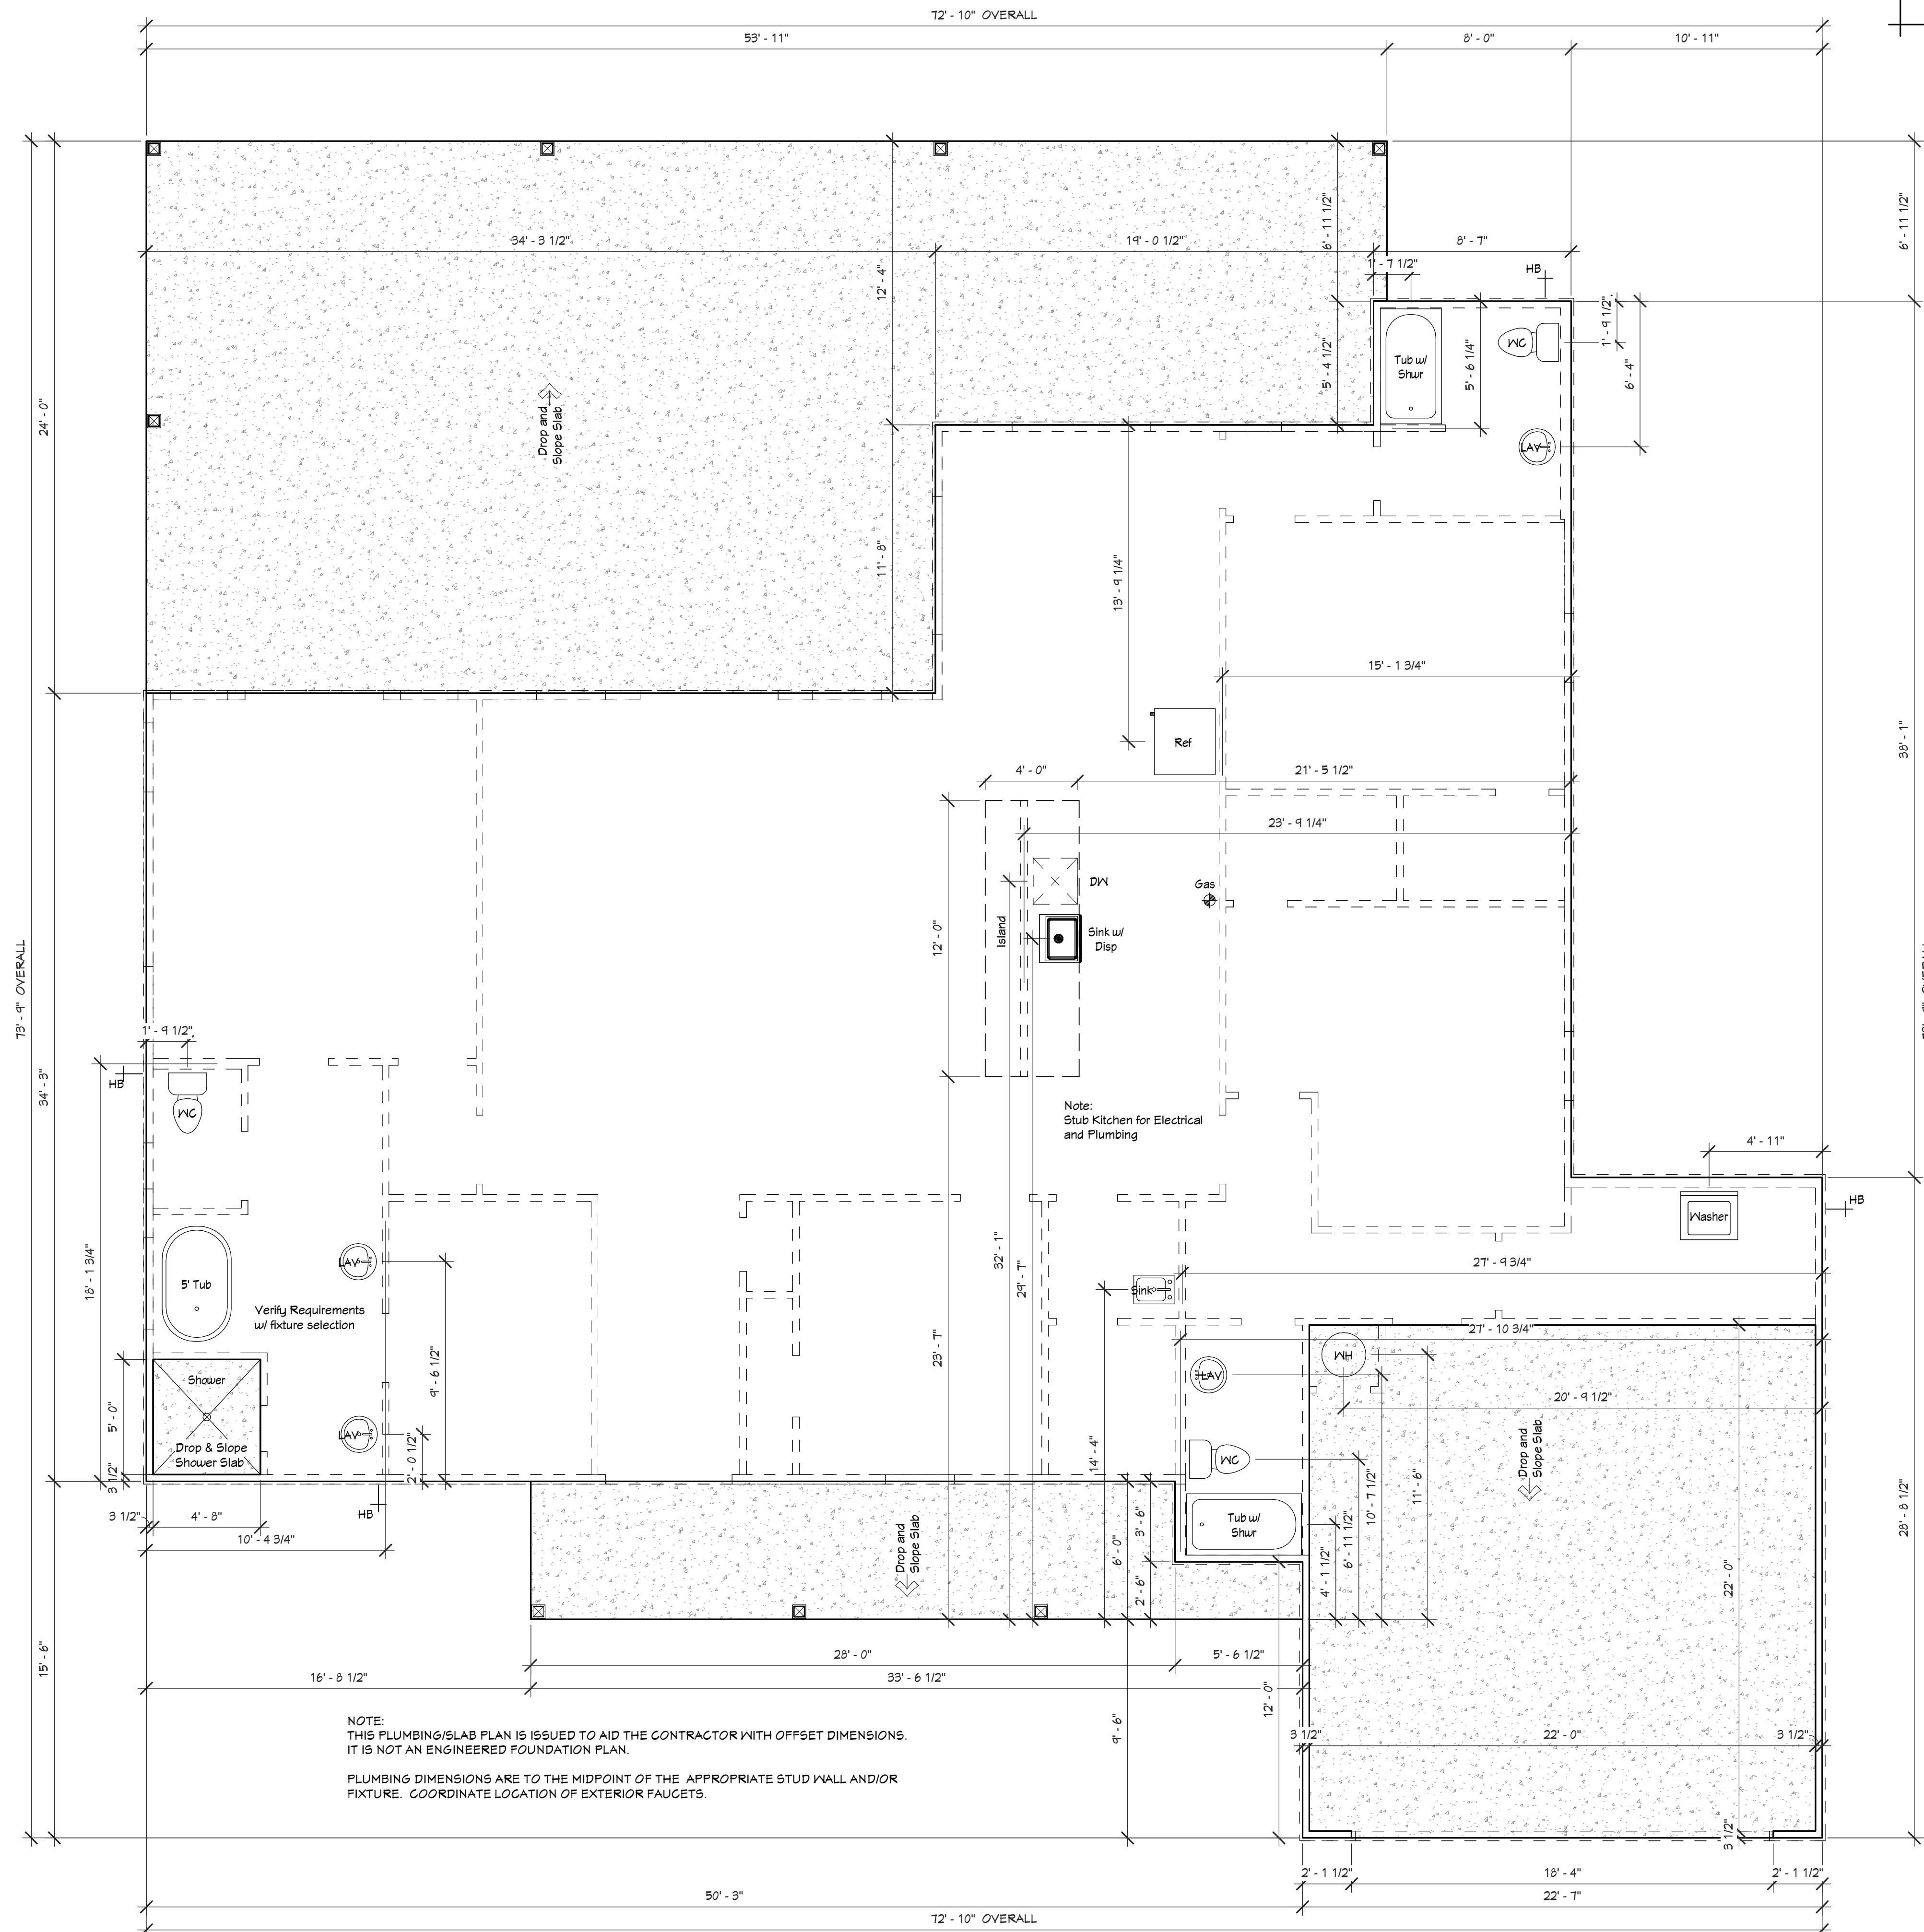 72' - 10" OVERALL
53' - 11"
8' - 0"
10' - 11"
34' - 3 1/2"
19' - 0 1/2"
8' - 7"
6' - 11 1/2"
6' - 11 1/2"
12' - 4"
1' - 7 1/2"
HB
1' - 9 1/2"
Tub w/
Shwr
WC
5' - 4 1/2"
5' - 6 1/4"
6' - 4"
LAV
24' - 0"
Drop and
Slope Slab
11' - 8"
13' - 9 1/4"
15' - 1 3/4"
Ref
38' - 1"
4' - 0"
21' - 5 1/2"
23' - 9 1/4"
DW
Gas
Island
Sink w/
Disp
12' - 0"
73' - 9" OVERALL
1' - 9 1/2"
HB
WC
34' - 3"
Note:
Stub Kitchen for Electrical
and Plumbing
4' - 11"
HB
Washer
18' - 1 3/4"
5' Tub
LAV
Verify Requirements
w/ fixture selection
32' - 1"
29' - 7"
27' - 9 3/4"
Sink
27' - 10 3/4"
23' - 7"
WH
LAV
9' - 6 1/2"
Shower
5' - 0"
20' - 9 1/2"
LAV
Drop & Slope
Shower Slab
2' - 0 1/2"
14' - 4"
WC
Drop and
Slope Slab
3 1/2"
3 1/2"
4' - 8"
HB
10' - 4 3/4"
10' - 7 1/2"
11' - 6"
Tub w/
Shwr
3' - 6"
6' - 0"
Drop and
Slope Slab
4' - 1 1/2"
6' - 11 1/2"
2' - 6"
22' - 0"
28' - 8 1/2"
15' - 6"
28' - 0"
5' - 6 1/2"
16' - 8 1/2"
33' - 6 1/2"
12' - 0"
9' - 6"
3 1/2"
22' - 0"
3 1/2"
NOTE:
THIS PLUMBING/SLAB PLAN IS ISSUED TO AID THE CONTRACTOR WITH OFFSET DIMENSIONS.
IT IS NOT AN ENGINEERED FOUNDATION PLAN.
PLUMBING DIMENSIONS ARE TO THE MIDPOINT OF THE APPROPRIATE STUD WALL AND/OR
FIXTURE. COORDINATE LOCATION OF EXTERIOR FAUCETS.
3 1/2"
2' - 1 1/2"
18' - 4"
2' - 1 1/2"
50' - 3"
22' - 7"
72' - 10" OVERALL